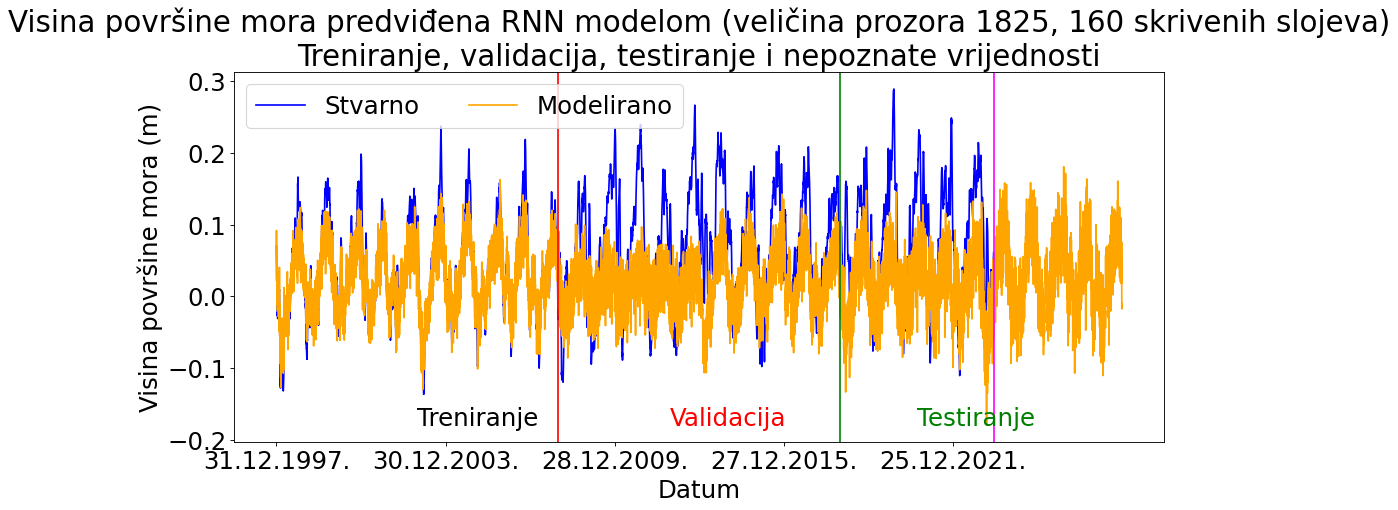 Visina površine mora predviđena RNN modelom (veličina prozora 1825, 160 skrivenih slojeva)
Treniranje, validacija, testiranje i nepoznate vrijednosti
Stvarno Modelirano
Visina površine mora (m)
0.3
0.2
0.1
0.0
−0.1
−0.2
Treniranje Validacija Testiranje
31.12.1997. 30.12.2003. 28.12.2009. 27.12.2015. 25.12.2021.
Datum